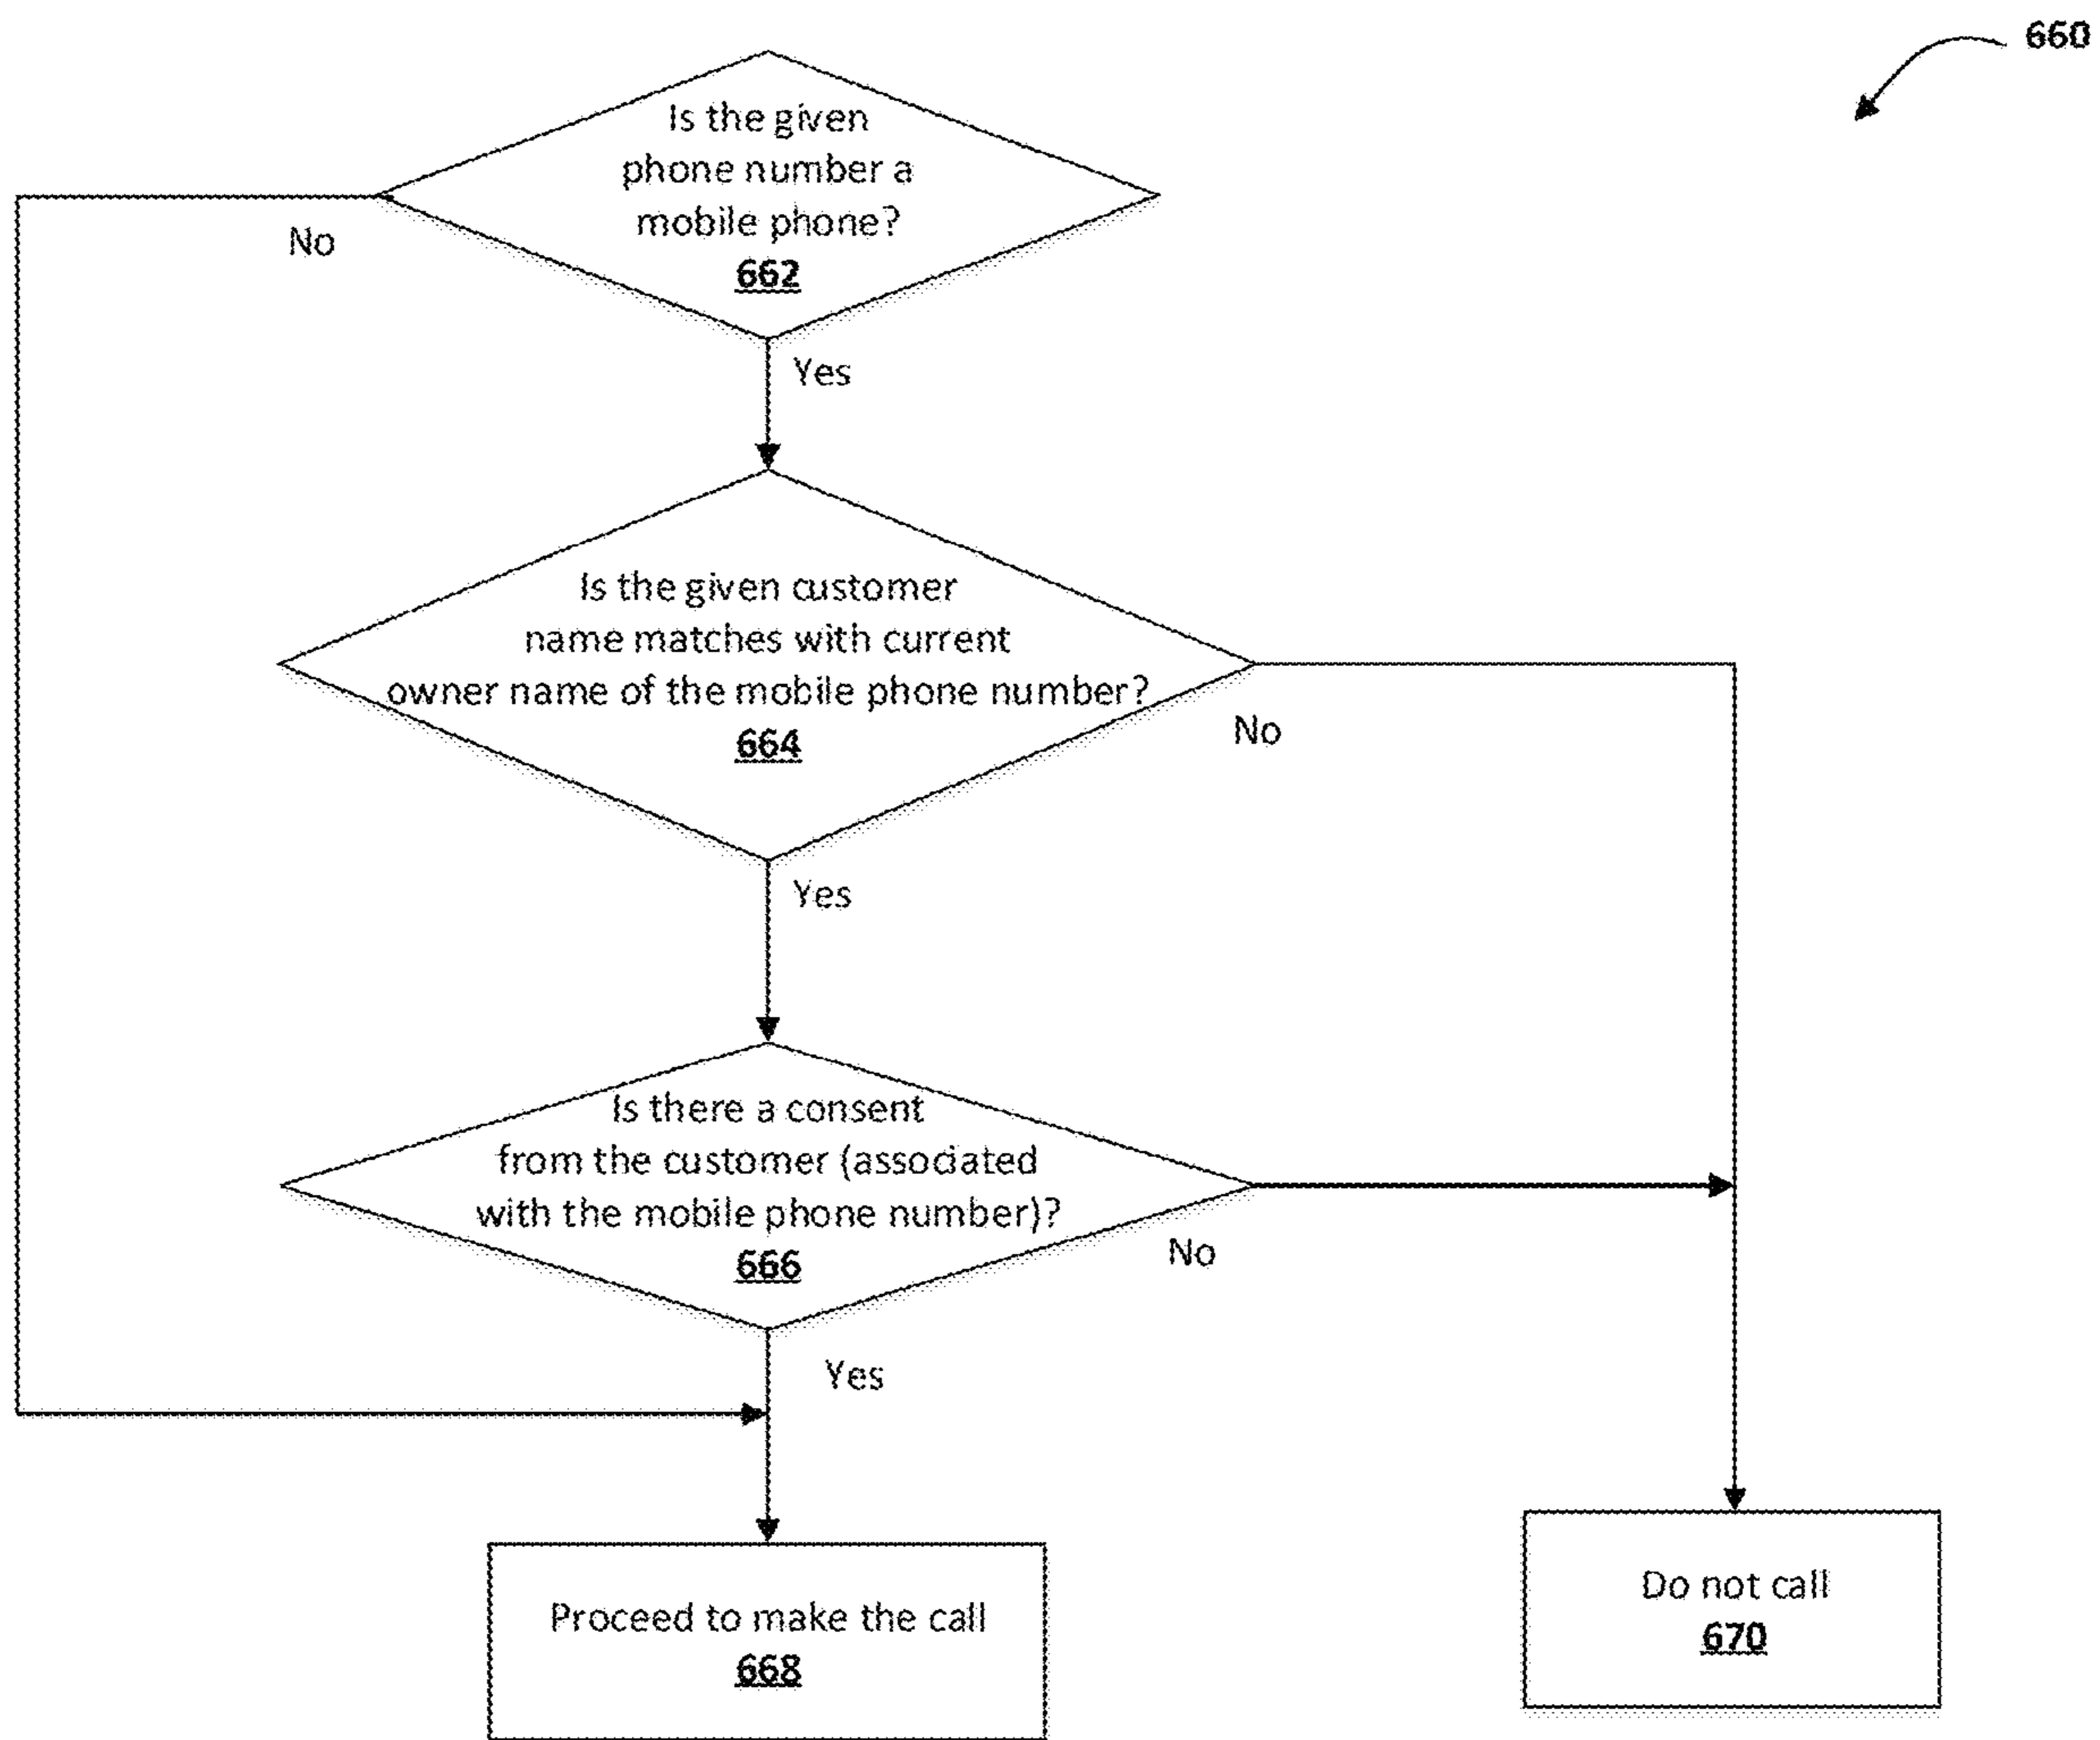 660
Is the given
phone number a
mobile phone?
662
No
Yes
Is the given customer
name matches with current
owner name of the mobile phone number?
664
No
Yes
Is there a consent
from the customer (associated
with the mobile phone number)?
666
No
Yes
Proceed to make the call
668
Do not call
670